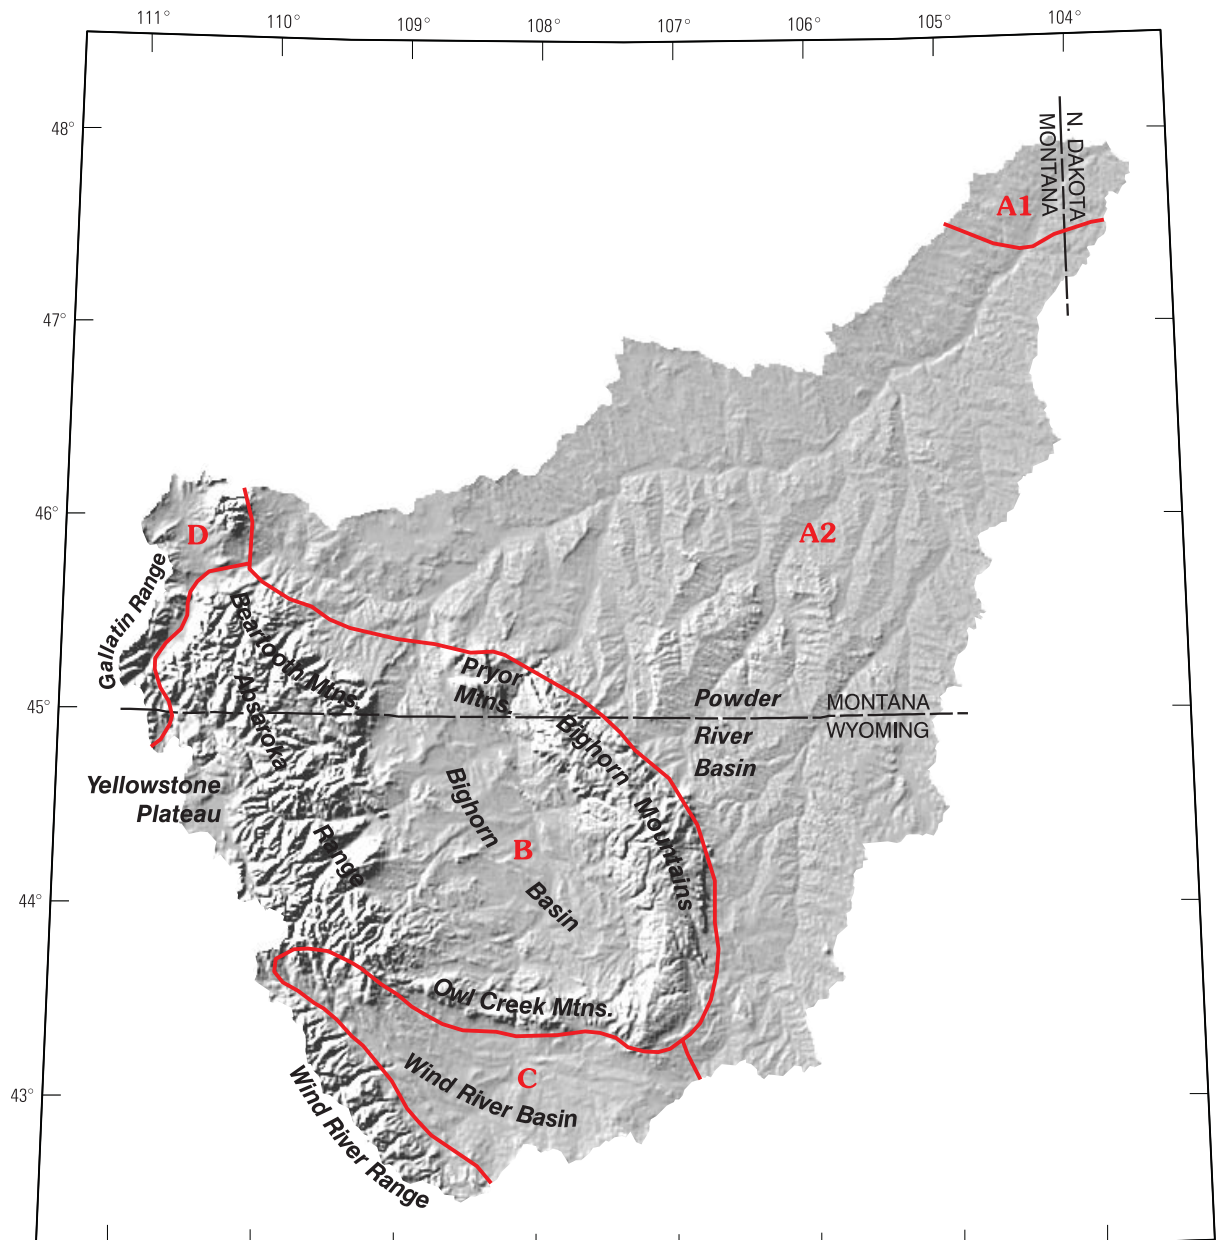 111° 110° 109° 108° 107° 106° 105° 104°
48°
47°
46°
45°
44°
43°
N. DAKOTA
MONTANA
A1
A2
D
Gallatin Range
Beartooth Mtns.
Absaroka
Range
Pryor
Mtns.
Bighorn
Mountains
Powder
River
Basin
MONTANA
WYOMING
Yellowstone
Plateau
Bighorn
Basin
B
Owl Creek Mtns.
C
Wind River Basin
Wind River Range